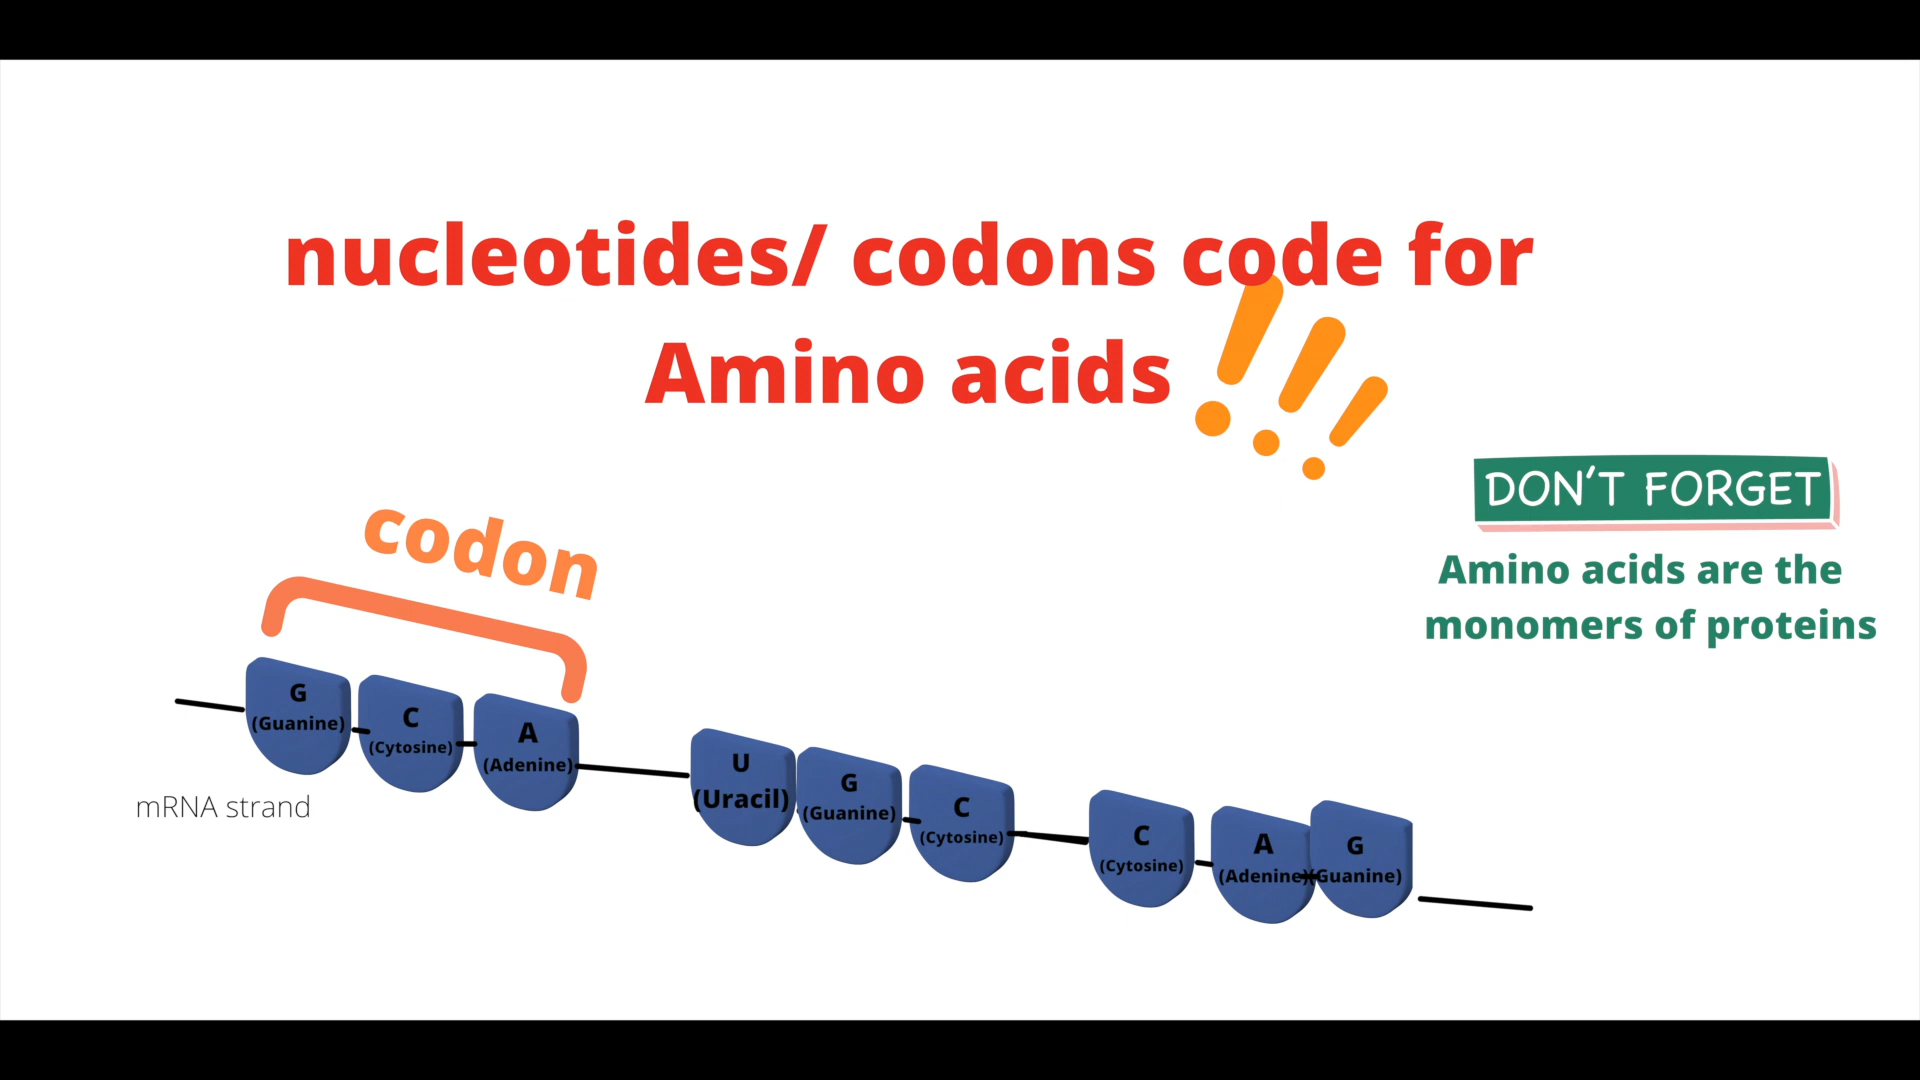 nucleotides/ codons code for
Amino acids
DON'T FORGET
Amino acids are the
monomers of proteins
codon
G
(Guanine)
C
(Cytosine)
A
(Adenine)
U
(Uracil)
G
(Guanine)
C
(Cytosine)
C
(Cytosine)
A
(Adenine)
G
(Guanine)
mRNA strand